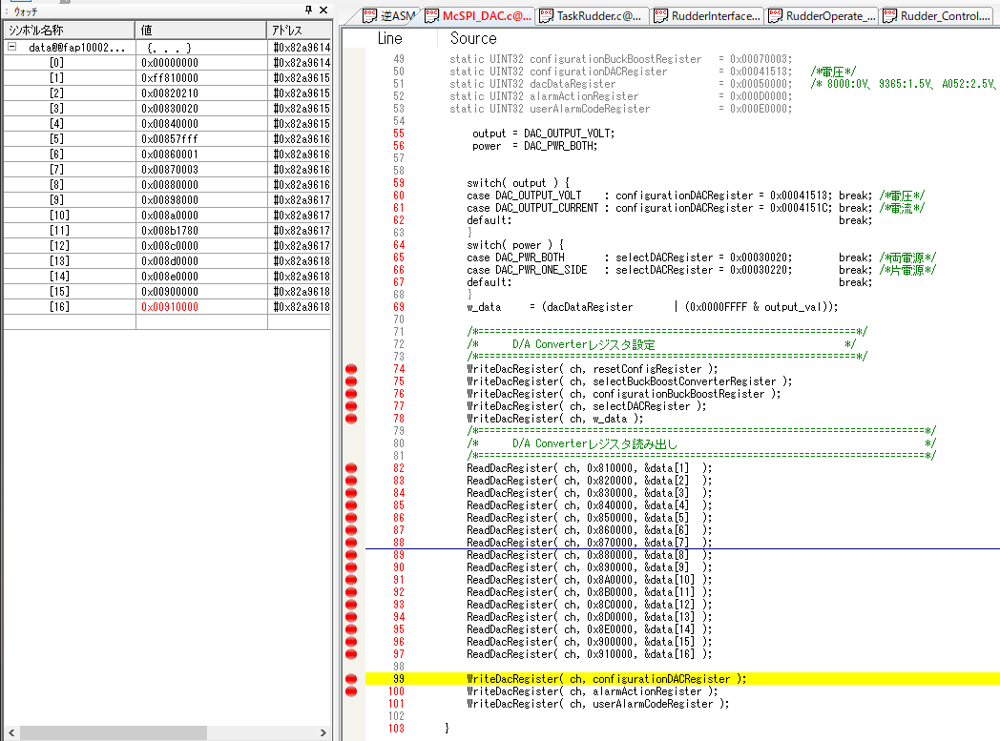 ウォッチ
シンボル名称 値 アドレス
data@@fap10002... {. . . } #0x82a9614
[0] 0x00000000 #0x82a9614
[1] 0xff810000 #0x82a9615
[2] 0x00820210 #0x82a9615
[3] 0x00830020 #0x82a9615
[4] 0x00840000 #0x82a9615
[5] 0x00857fff #0x82a9616
[6] 0x00860001 #0x82a9616
[7] 0x00870003 #0x82a9616
[8] 0x00880000 #0x82a9616
[9] 0x00898000 #0x82a9617
[10] 0x008a0000 #0x82a9617
[11] 0x008b1780 #0x82a9617
[12] 0x008c0000 #0x82a9617
[13] 0x008d0000 #0x82a9618
[14] 0x008e0000 #0x82a9618
[15] 0x00900000 #0x82a9618
[16] 0x00910000 #0x82a9618
逆ASM McSPI_DAC.c@... TaskRudder.c@... RudderInterface... RudderOperate_... Rudder_Control....
Line Source
49 static UINT32 configurationBuckBoostRegister = 0x00070003;
50 static UINT32 configurationDACRegister = 0x00041513; /*電圧*/
51 static UINT32 dacDataRegister = 0x00050000; /* 8000:0V、9365:1.5V、A052:2.5V、
52 static UINT32 alarmActionRegister = 0x000D0000;
53 static UINT32 userAlarmCodeRegister = 0x000E0000;
54
55 output = DAC_OUTPUT_VOLT;
56 power = DAC_PWR_BOTH;
57
58
59 switch( output ) {
60 case DAC_OUTPUT_VOLT : configurationDACRegister = 0x00041513; break; /*電圧*/
61 case DAC_OUTPUT_CURRENT : configurationDACRegister = 0x0004151C; break; /*電流*/
62 default: break;
63 }
64 switch( power ) {
65 case DAC_PWR_BOTH : selectDACRegister = 0x00030020; break; /*両電源*/
66 case DAC_PWR_ONE_SIDE : selectDACRegister = 0x00030220; break; /*片電源*/
67 default: break;
68 }
69 w_data = (dacDataRegister | (0x0000FFFF & output_val));
70
71 /*==================================================================*/
72 /* D/A Converterレジスタ設定 */
73 /*==================================================================*/
74 WriteDacRegister( ch, resetConfigRegister );
75 WriteDacRegister( ch, selectBuckBoostConverterRegister );
76 WriteDacRegister( ch, configurationBuckBoostRegister );
77 WriteDacRegister( ch, selectDACRegister );
78 WriteDacRegister( ch, w_data );
79 /*==============================================================================*/
80 /* D/A Converterレジスタ読み出し */
81 /*==============================================================================*/
82 ReadDacRegister( ch, 0x810000, &data[1] );
83 ReadDacRegister( ch, 0x820000, &data[2] );
84 ReadDacRegister( ch, 0x830000, &data[3] );
85 ReadDacRegister( ch, 0x840000, &data[4] );
86 ReadDacRegister( ch, 0x850000, &data[5] );
87 ReadDacRegister( ch, 0x860000, &data[6] );
88 ReadDacRegister( ch, 0x870000, &data[7] );
89 ReadDacRegister( ch, 0x880000, &data[8] );
90 ReadDacRegister( ch, 0x890000, &data[9] );
91 ReadDacRegister( ch, 0x8A0000, &data[10] );
92 ReadDacRegister( ch, 0x8B0000, &data[11] );
93 ReadDacRegister( ch, 0x8C0000, &data[12] );
94 ReadDacRegister( ch, 0x8D0000, &data[13] );
95 ReadDacRegister( ch, 0x8E0000, &data[14] );
96 ReadDacRegister( ch, 0x900000, &data[15] );
97 ReadDacRegister( ch, 0x910000, &data[16] );
98
99 WriteDacRegister( ch, configurationDACRegister );
100 WriteDacRegister( ch, alarmActionRegister );
101 WriteDacRegister( ch, userAlarmCodeRegister );
102
103 }